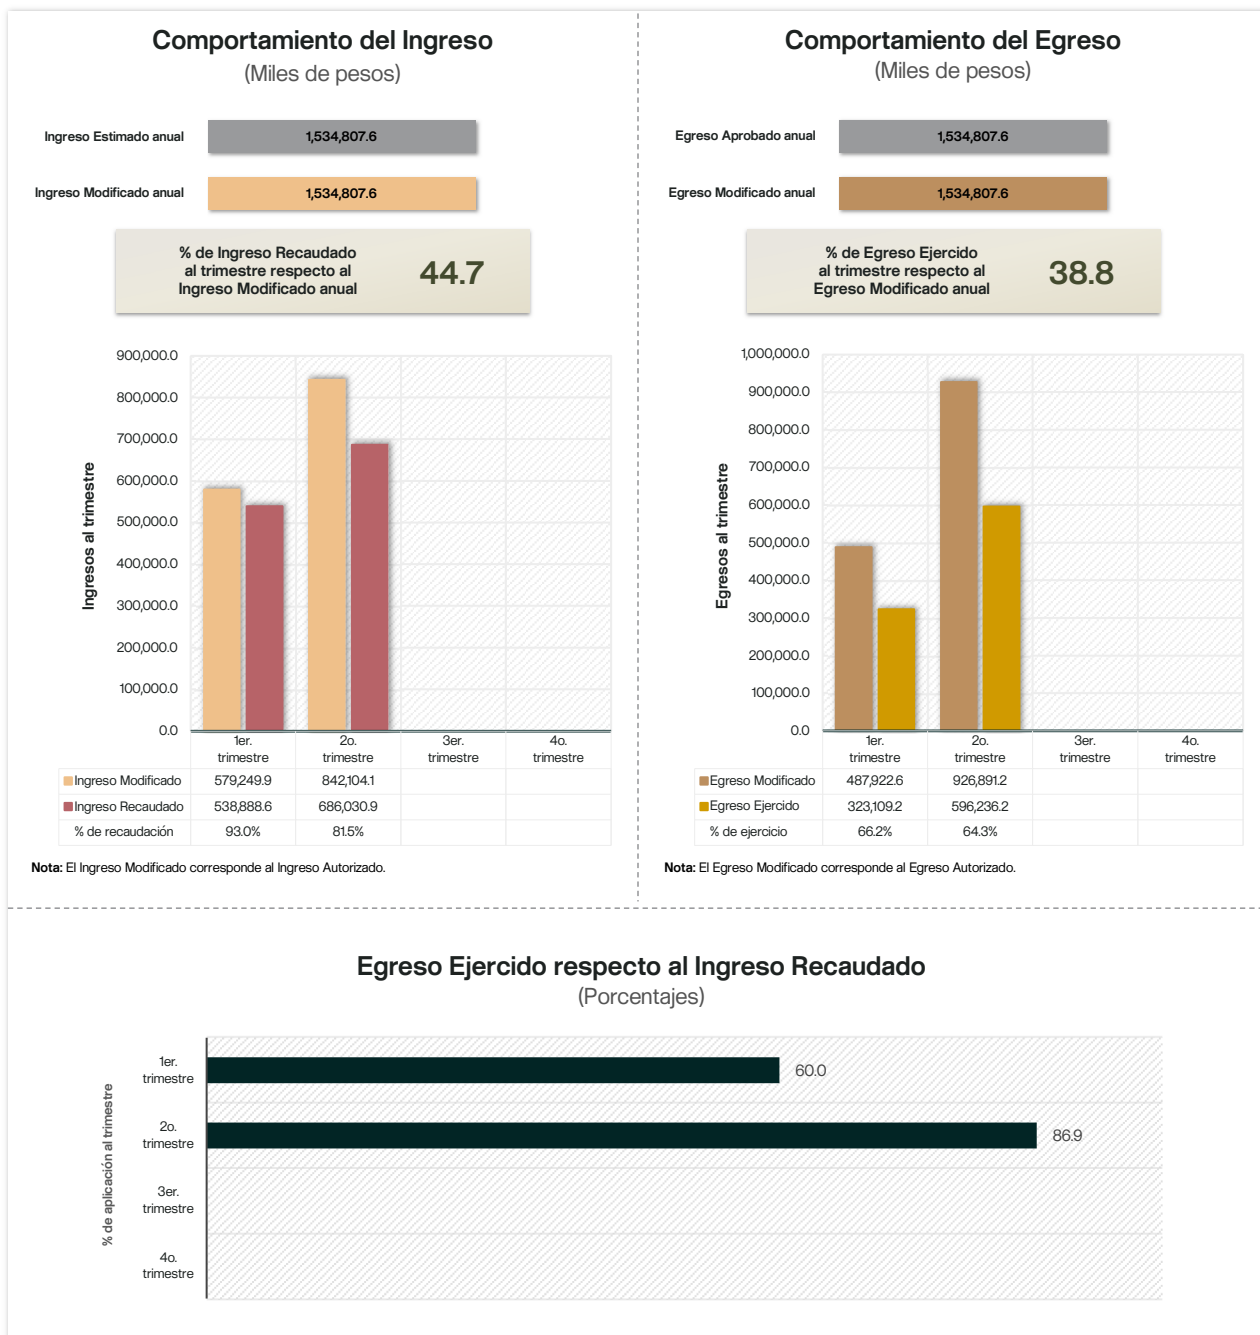 Comportamiento del Ingreso
(Miles de pesos)
Ingreso Estimado anual 1,534,807.6
Ingreso Modificado anual 1,534,807.6
% de Ingreso Recaudado
al trimestre respecto al
Ingreso Modificado anual
44.7
900,000.0
800,000.0
700,000.0
600,000.0
500,000.0
400,000.0
300,000.0
200,000.0
100,000.0
0.0
Ingresos al trimestre
1er. trimestre
2o. trimestre
3er. trimestre
4o. trimestre
Ingreso Modificado 579,249.9 842,104.1
Ingreso Recaudado 538,888.6 686,030.9
% de recaudación 93.0% 81.5%
Nota: El Ingreso Modificado corresponde al Ingreso Autorizado.
Comportamiento del Egreso
(Miles de pesos)
Egreso Aprobado anual 1,534,807.6
Egreso Modificado anual 1,534,807.6
% de Egreso Ejercido
al trimestre respecto al
Egreso Modificado anual
38.8
1,000,000.0
900,000.0
800,000.0
700,000.0
600,000.0
500,000.0
400,000.0
300,000.0
200,000.0
100,000.0
0.0
Egresos al trimestre
1er. trimestre
2o. trimestre
3er. trimestre
4o. trimestre
Egreso Modificado 487,922.6 926,891.2
Egreso Ejercido 323,109.2 596,236.2
% de ejercicio 66.2% 64.3%
Nota: El Egreso Modificado corresponde al Egreso Autorizado.
Egreso Ejercido respecto al Ingreso Recaudado
(Porcentajes)
% de aplicación al trimestre
1er. trimestre 60.0
2o. trimestre 86.9
3er. trimestre
4o. trimestre